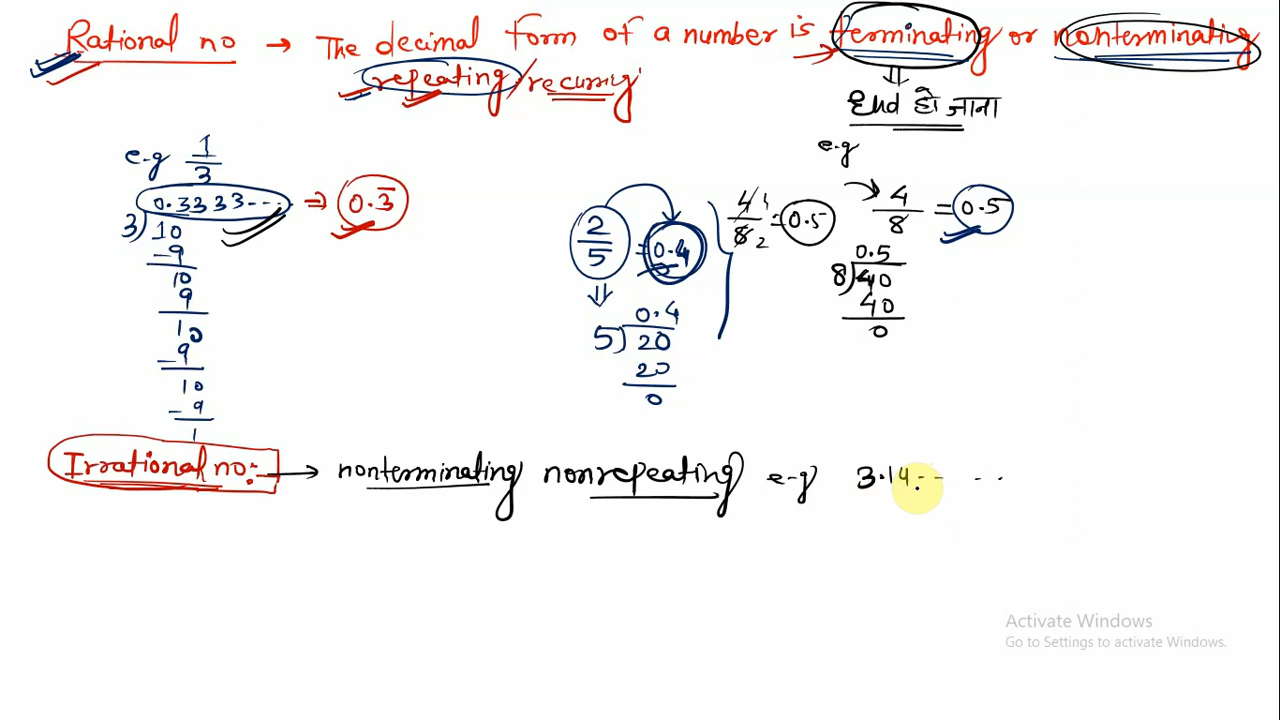 Rational no → The decimal form of a number is terminating or nonterminating
repeating/recurring
⇓
End हो जाना
e.g
e.g 1/3
0.3333... ⇒ 0.3̅
3)10
-9
10
9
10
-9
10
-9
1
2/5 = 0.4
⇓
0.4
5)20
20
0
4/8 = 0.5
1
2
4/8 = 0.5
0.5
8)40
40
0
Irrational no:- → nonterminating nonrepeating e-g 3.14.-- ...
Activate Windows
Go to Settings to activate Windows.